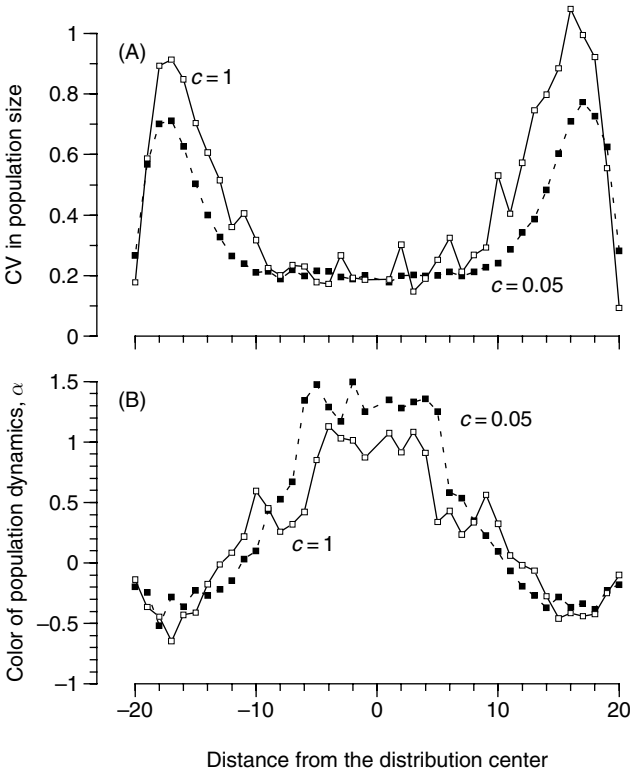 (A)
CV in population size
1
0.8
0.6
0.4
0.2
0
c = 1
c = 0.05
(B)
Color of population dynamics, α
1.5
1
0.5
0
−0.5
−1
c = 0.05
c = 1
−20 −10 0 10 20
Distance from the distribution center